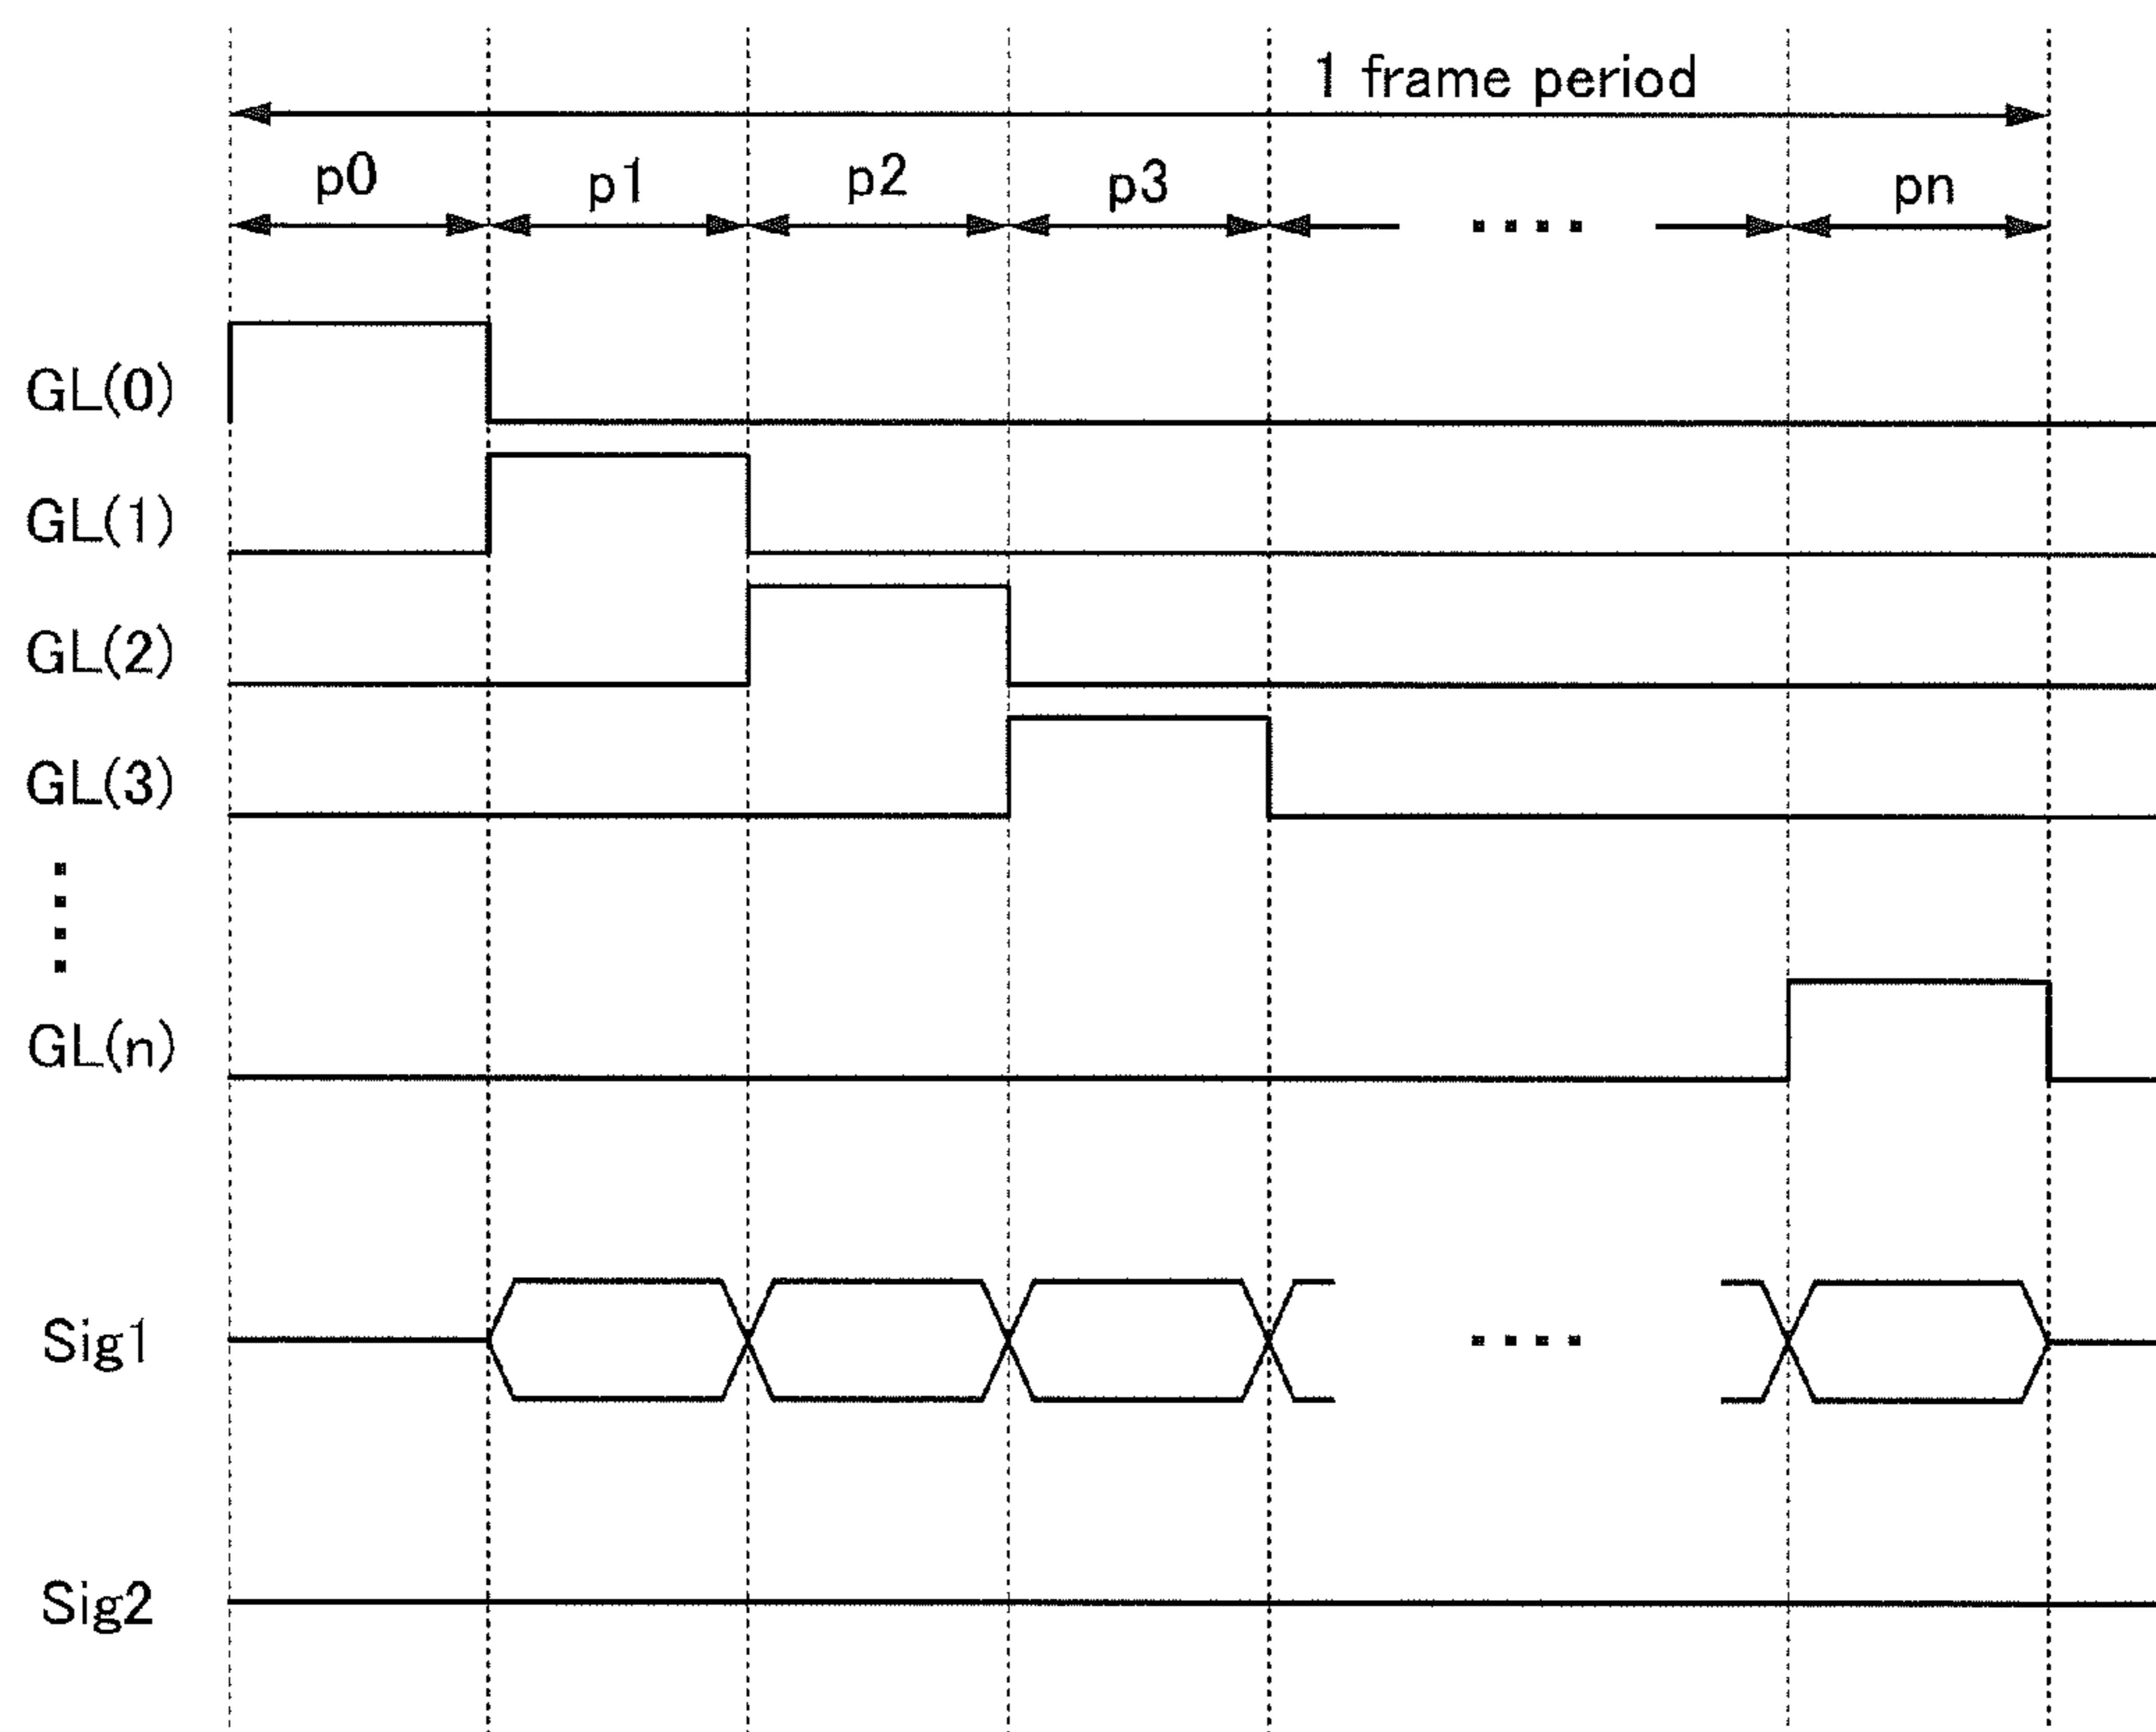 1 frame period
p0 p1 p2 p3 ···· pn
GL(0)
GL(1)
GL(2)
GL(3)
GL(n)
Sig1 ····
Sig2